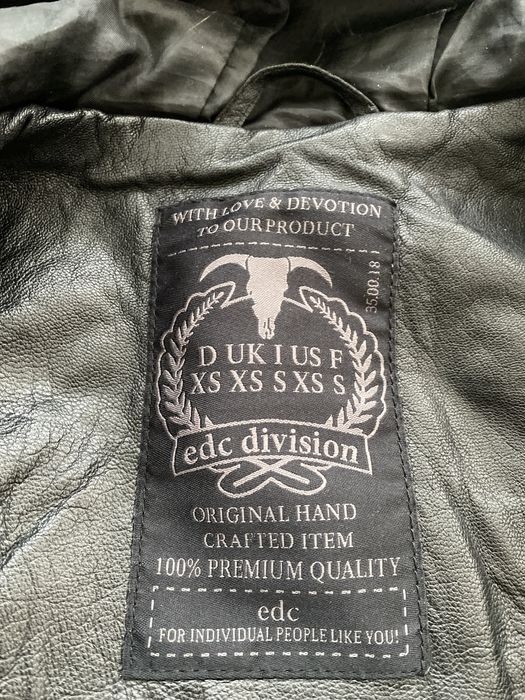 WITH LOVE & DEVOTION
TO OUR PRODUCT
35.00.18
D UK I US F
XS XS S XS S
edc division
ORIGINAL HAND
CRAFTED ITEM
100% PREMIUM QUALITY
edc
FOR INDIVIDUAL PEOPLE LIKE YOU!